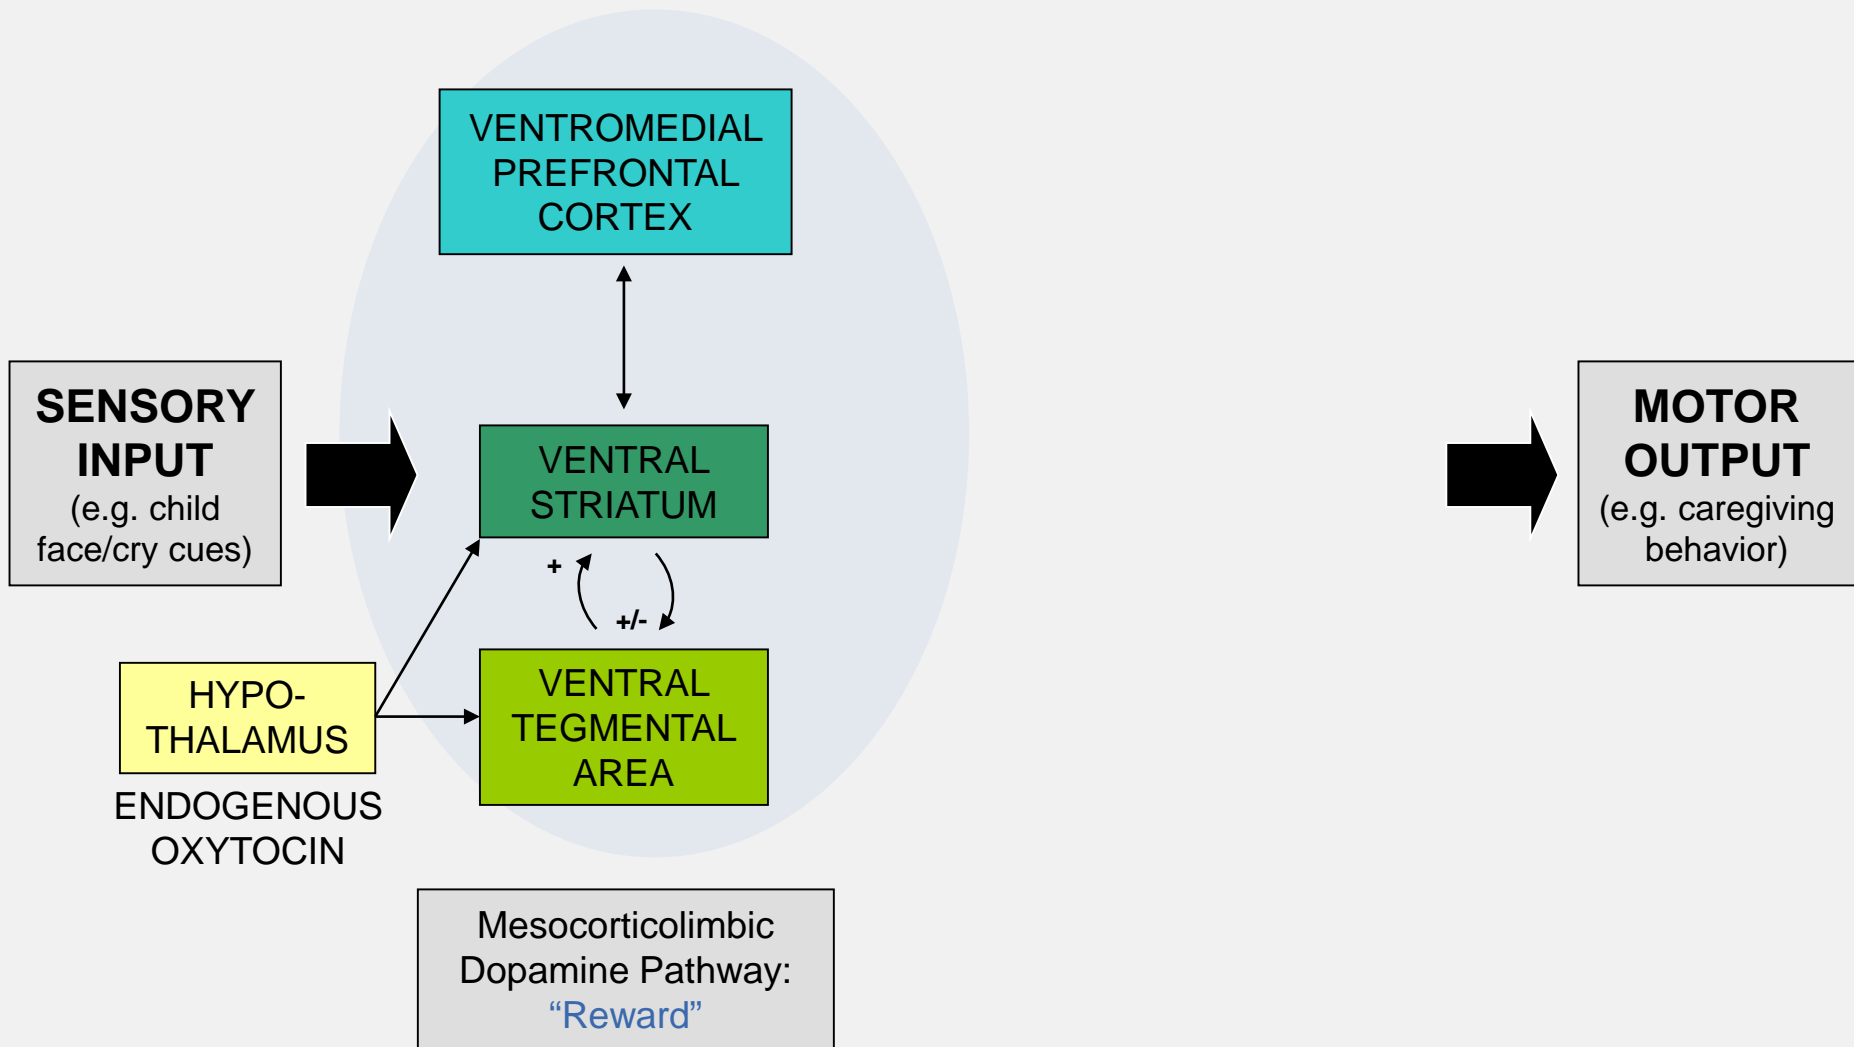 VENTROMEDIAL
PREFRONTAL
CORTEX
SENSORY
INPUT
(e.g. child
face/cry cues)
VENTRAL
STRIATUM
MOTOR
OUTPUT
(e.g. caregiving
behavior)
+
+/-
HYPO-
THALAMUS
ENDOGENOUS
OXYTOCIN
VENTRAL
TEGMENTAL
AREA
Mesocorticolimbic
Dopamine Pathway:
“Reward”